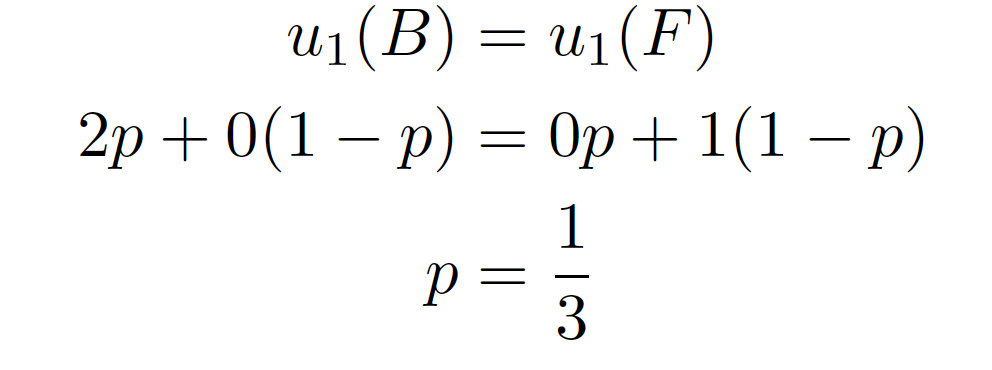 u₁(B) = u₁(F)
2p + 0(1 − p) = 0p + 1(1 − p)
p = 1/3